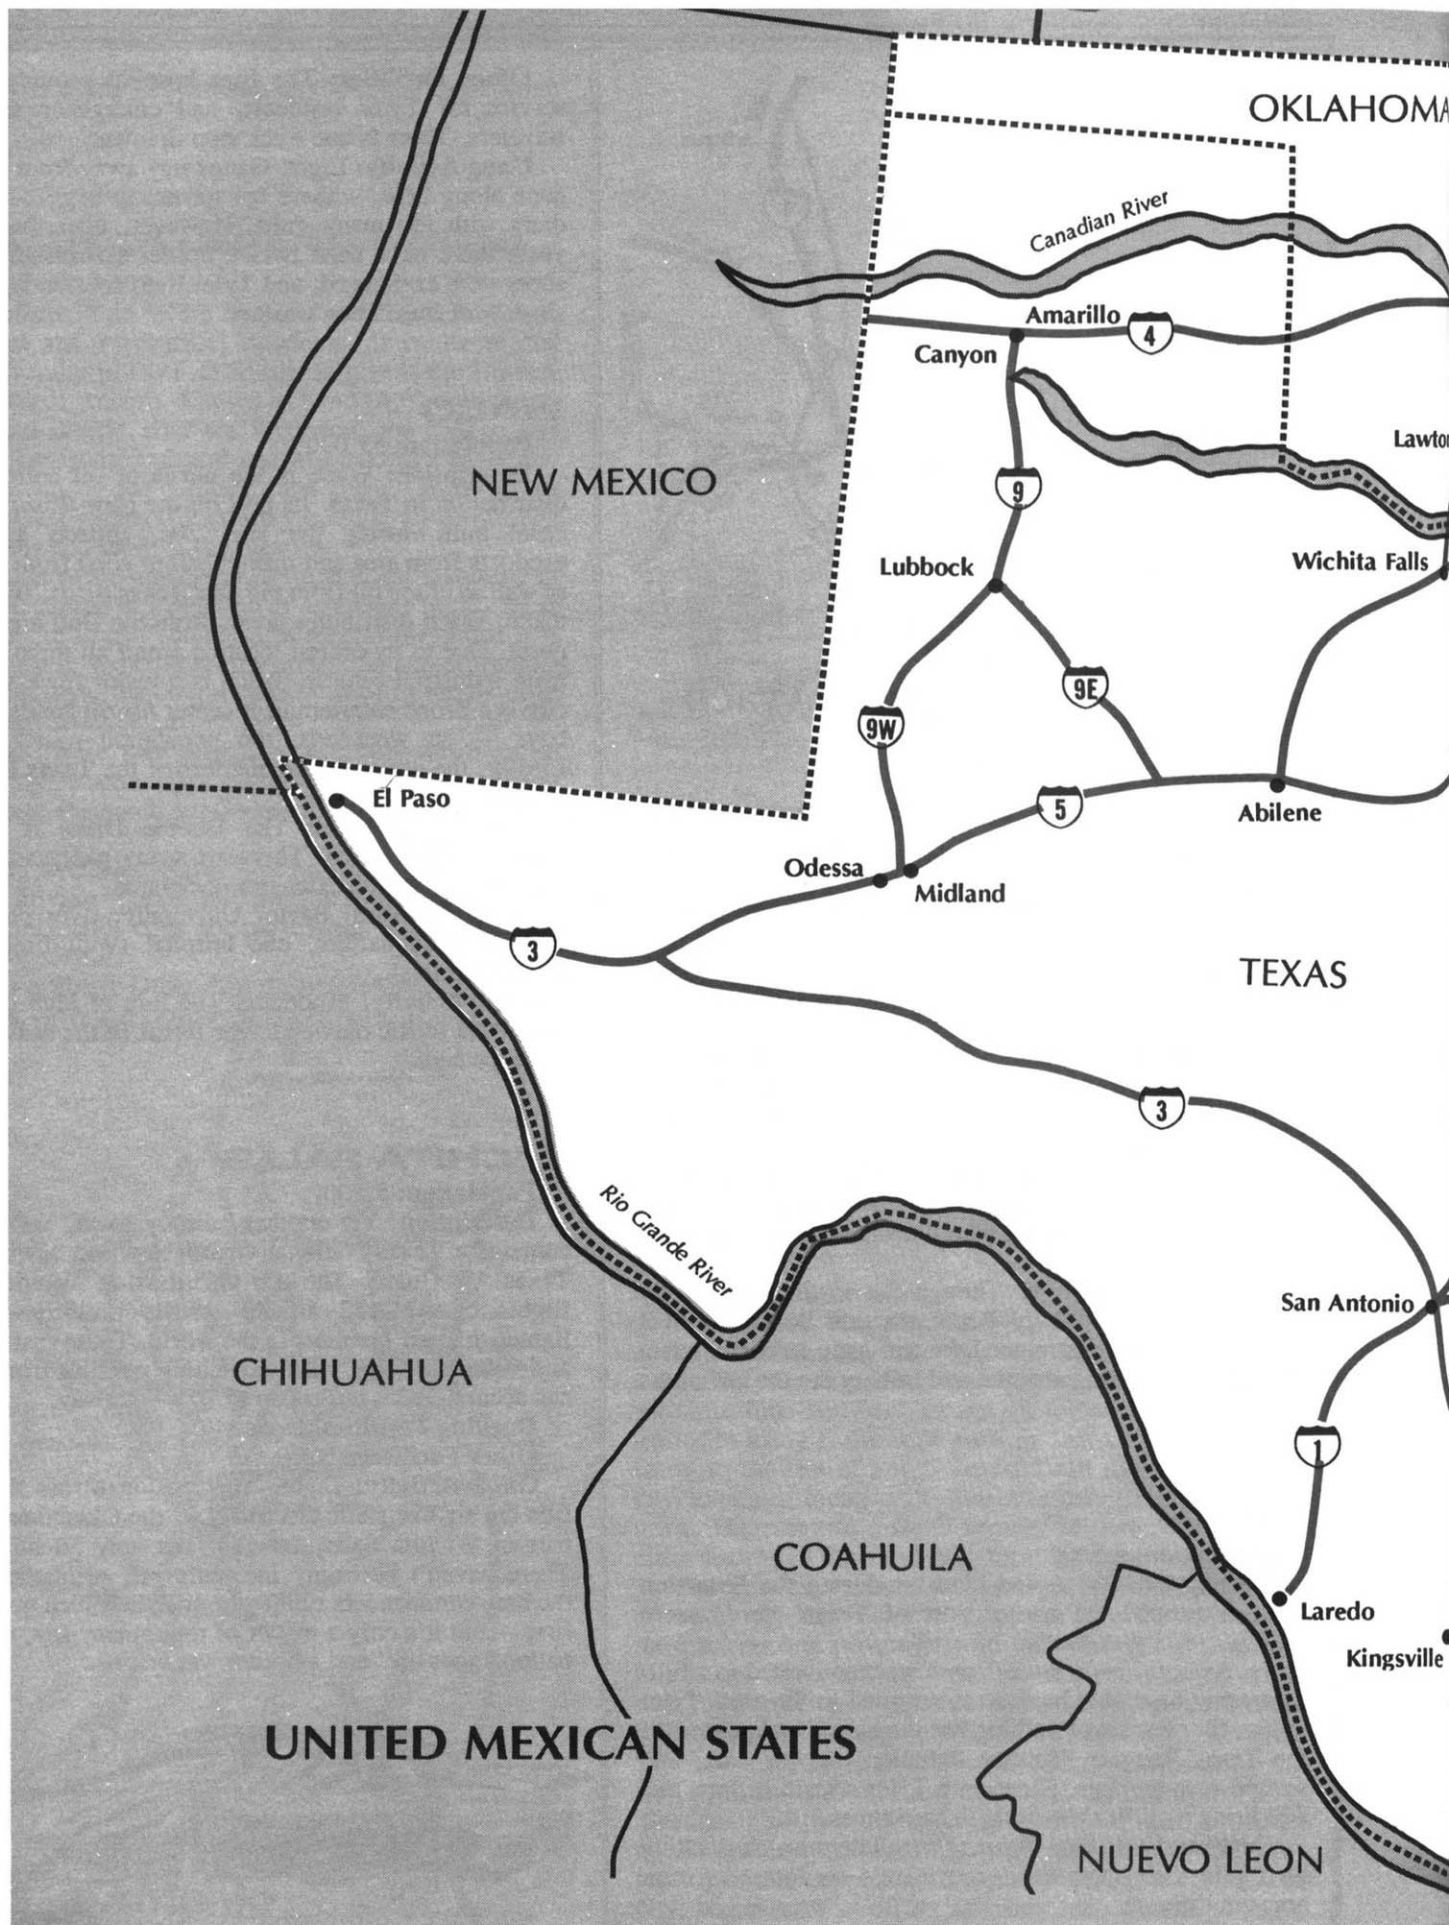 OKLAHOMA
Canadian River
Amarillo
4
Canyon
Lawton
NEW MEXICO
9
Lubbock
Wichita Falls
9E
9W
El Paso
5
Abilene
Odessa
Midland
3
TEXAS
3
Rio Grande River
San Antonio
CHIHUAHUA
1
COAHUILA
Laredo
Kingsville
UNITED MEXICAN STATES
NUEVO LEON